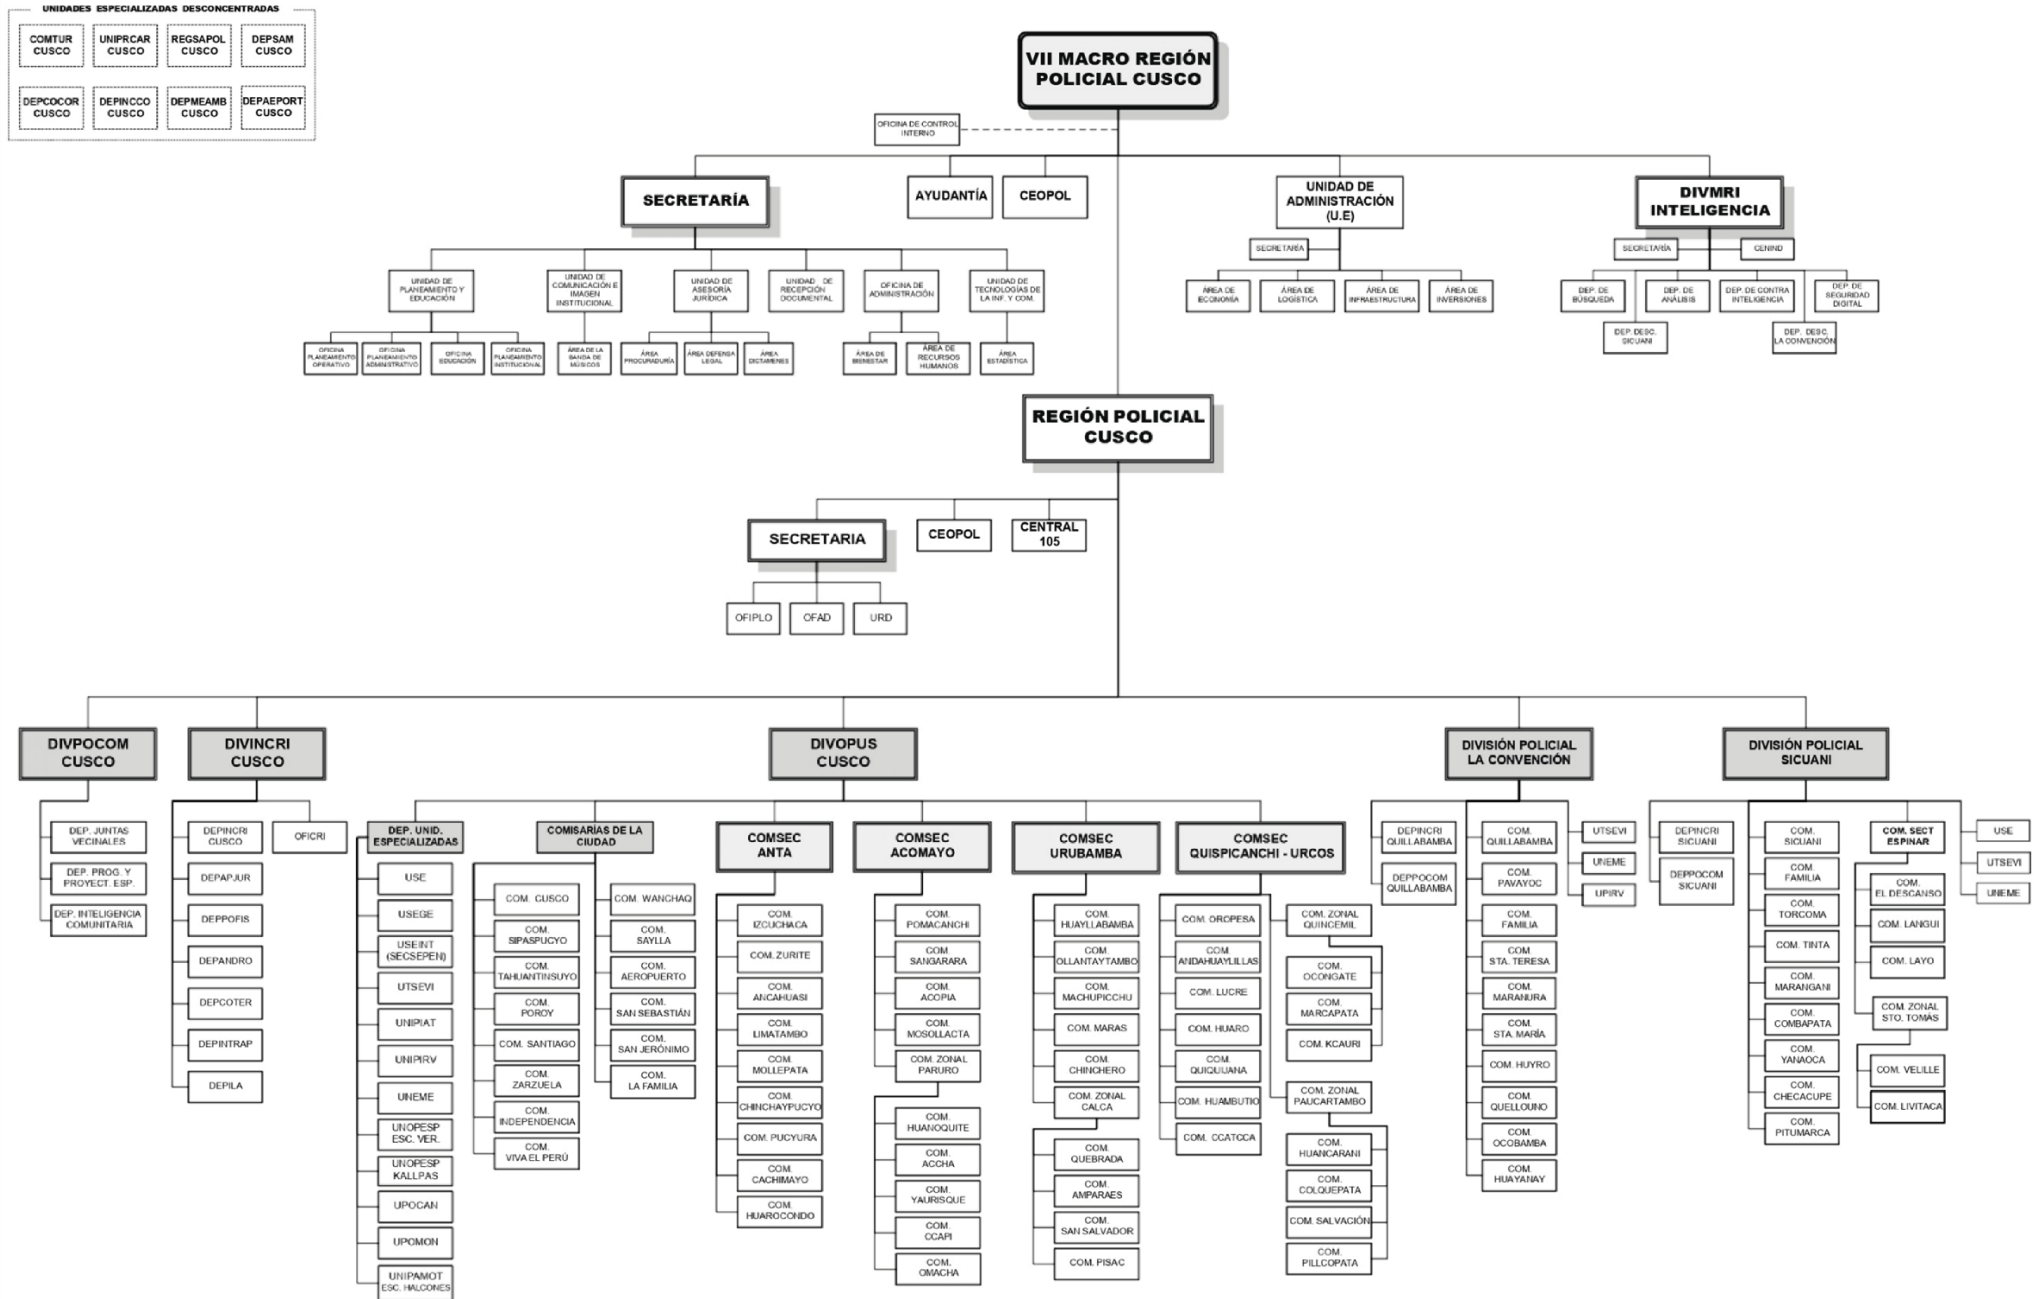 UNIDADES ESPECIALIZADAS DESCONCENTRADAS
COMTUR
CUSCO
UNIPRCAR
CUSCO
REGSAPOL
CUSCO
DEPSAM
CUSCO
DEPCOCOR
CUSCO
DEPINCCO
CUSCO
DEPMEAMB
CUSCO
DEPAEPORT
CUSCO
VII MACRO REGIÓN
POLICIAL CUSCO
OFICINA DE CONTROL
INTERNO
SECRETARÍA
AYUDANTÍA
CEOPOL
UNIDAD DE
ADMINISTRACIÓN
(U.E)
DIVMRI
INTELIGENCIA
SECRETARÍA
SECRETARÍA
CENIND
UNIDAD DE
PLANEAMIENTO Y
EDUCACIÓN
UNIDAD DE
COMUNICACIÓN E
IMAGEN
INSTITUCIONAL
UNIDAD DE
ASESORÍA
JURÍDICA
UNIDAD DE
RECEPCIÓN
DOCUMENTAL
OFICINA DE
ADMINISTRACIÓN
UNIDAD DE
TECNOLOGÍAS DE
LA INF. Y COM.
ÁREA DE
ECONOMÍA
ÁREA DE
LOGÍSTICA
ÁREA DE
INFRAESTRUCTURA
ÁREA DE
INVERSIONES
DEP. DE
BÚSQUEDA
DEP. DE
ANÁLISIS
DEP. DE CONTRA
INTELIGENCIA
DEP. DE
SEGURIDAD
DIGITAL
DEP. DESC.
SICUANI
DEP. DESC.
LA CONVENCIÓN
OFICINA
PLANEAMIENTO
OPERATIVO
OFICINA
PLANEAMIENTO
ADMINISTRATIVO
OFICINA
EDUCACIÓN
OFICINA
PLANEAMIENTO
INSTITUCIONAL
ÁREA DE LA
BANDA DE
MÚSICOS
ÁREA
PROCURADURÍA
ÁREA DEFENSA
LEGAL
ÁREA
DICTAMENES
ÁREA DE
BIENESTAR
ÁREA DE
RECURSOS
HUMANOS
ÁREA
ESTADÍSTICA
REGIÓN POLICIAL
CUSCO
SECRETARIA
CEOPOL
CENTRAL
105
OFIPLO
OFAD
URD
DIVPOCOM
CUSCO
DIVINCRI
CUSCO
DIVOPUS
CUSCO
DIVISIÓN POLICIAL
LA CONVENCIÓN
DIVISIÓN POLICIAL
SICUANI
DEP. JUNTAS
VECINALES
DEP. PROG. Y
PROYECT. ESP.
DEP. INTELIGENCIA
COMUNITARIA
DEPINCRI
CUSCO
DEPAPJUR
DEPPOFIS
DEPANDRO
DEPCOTER
DEPINTRAP
DEPILA
OFICRI
DEP. UNID.
ESPECIALIZADAS
USE
USEGE
USEINT
(SECSEPEN)
UTSEVI
UNIPIAT
UNIPIRV
UNEME
UNOPESP
ESC. VER.
UNOPESP
KALLPAS
UPOCAN
UPOMON
UNIPAMOT
ESC. HALCONES
COMISARÍAS DE LA
CIUDAD
COM. CUSCO
COM.
SIPASPUCYO
COM.
TAHUANTINSUYO
COM.
POROY
COM. SANTIAGO
COM.
ZARZUELA
COM.
INDEPENDENCIA
COM.
VIVA EL PERÚ
COM. WANCHAQ
COM.
SAYLLA
COM.
AEROPUERTO
COM.
SAN SEBASTIÁN
COM.
SAN JERÓNIMO
COM.
LA FAMILIA
COMSEC
ANTA
COM.
IZCUCHACA
COM. ZURITE
COM.
ANCAHUASI
COM.
LIMATAMBO
COM.
MOLLEPATA
COM.
CHINCHAYPUCYO
COM. PUCYURA
COM.
CACHIMAYO
COM.
HUAROCONDO
COMSEC
ACOMAYO
COM.
POMACANCHI
COM.
SANGARARA
COM.
ACOPIA
COM.
MOSOLLACTA
COM. ZONAL
PARURO
COM.
HUANOQUITE
COM.
ACCHA
COM.
YAURISQUE
COM.
CCAPI
COM.
OMACHA
COMSEC
URUBAMBA
COM.
HUAYLLABAMBA
COM.
OLLANTAYTAMBO
COM.
MACHUPICCHU
COM. MARAS
COM.
CHINCHERO
COM. ZONAL
CALCA
COM.
QUEBRADA
COM.
AMPARAES
COM.
SAN SALVADOR
COM. PISAC
COMSEC
QUISPICANCHI - URCOS
COM. OROPESA
COM.
ANDAHUAYLILLAS
COM. LUCRE
COM. HUARO
COM.
QUIQUIJANA
COM. HUAMBUTIO
COM. CCATCCA
COM. ZONAL
QUINCEMIL
COM.
OCONGATE
COM.
MARCAPATA
COM. KCAURI
COM. ZONAL
PAUCARTAMBO
COM.
HUANCARANI
COM.
COLQUEPATA
COM. SALVACIÓN
COM.
PILLCOPATA
DEPINCRI
QUILLABAMBA
DEPPOCOM
QUILLABAMBA
COM.
QUILLABAMBA
COM.
PAVAYOC
COM.
FAMILIA
COM.
STA. TERESA
COM.
MARANURA
COM.
STA. MARÍA
COM. HUYRO
COM.
QUELLOUNO
COM.
OCOBAMBA
COM.
HUAYANAY
UTSEVI
UNEME
UPIRV
DEPINCRI
SICUANI
DEPPOCOM
SICUANI
COM.
SICUANI
COM.
FAMILIA
COM.
TORCOMA
COM. TINTA
COM.
MARANGANI
COM.
COMBAPATA
COM.
YANAOCA
COM.
CHECACUPE
COM.
PITUMARCA
COM. SECT
ESPINAR
COM.
EL DESCANSO
COM. LANGUI
COM. LAYO
COM. ZONAL
STO. TOMÁS
COM. VELILLE
COM. LIVITACA
USE
UTSEVI
UNEME